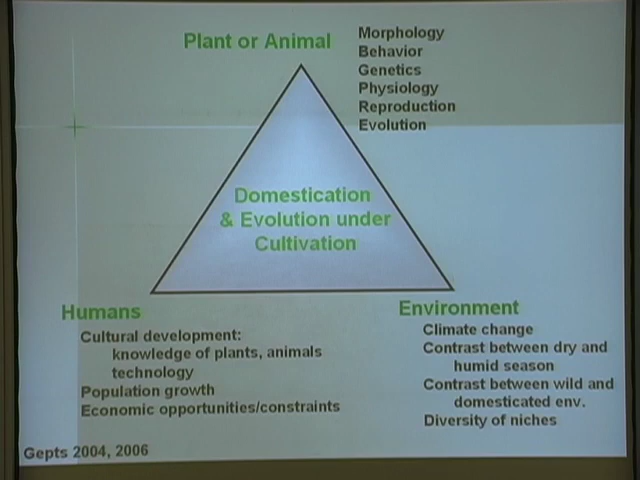 Plant or Animal
Morphology
Behavior
Genetics
Physiology
Reproduction
Evolution
Domestication
& Evolution under
Cultivation
Humans
Cultural development:
knowledge of plants, animals
technology
Population growth
Economic opportunities/constraints
Environment
Climate change
Contrast between dry and
humid season
Contrast between wild and
domesticated env.
Diversity of niches
Gepts 2004, 2006